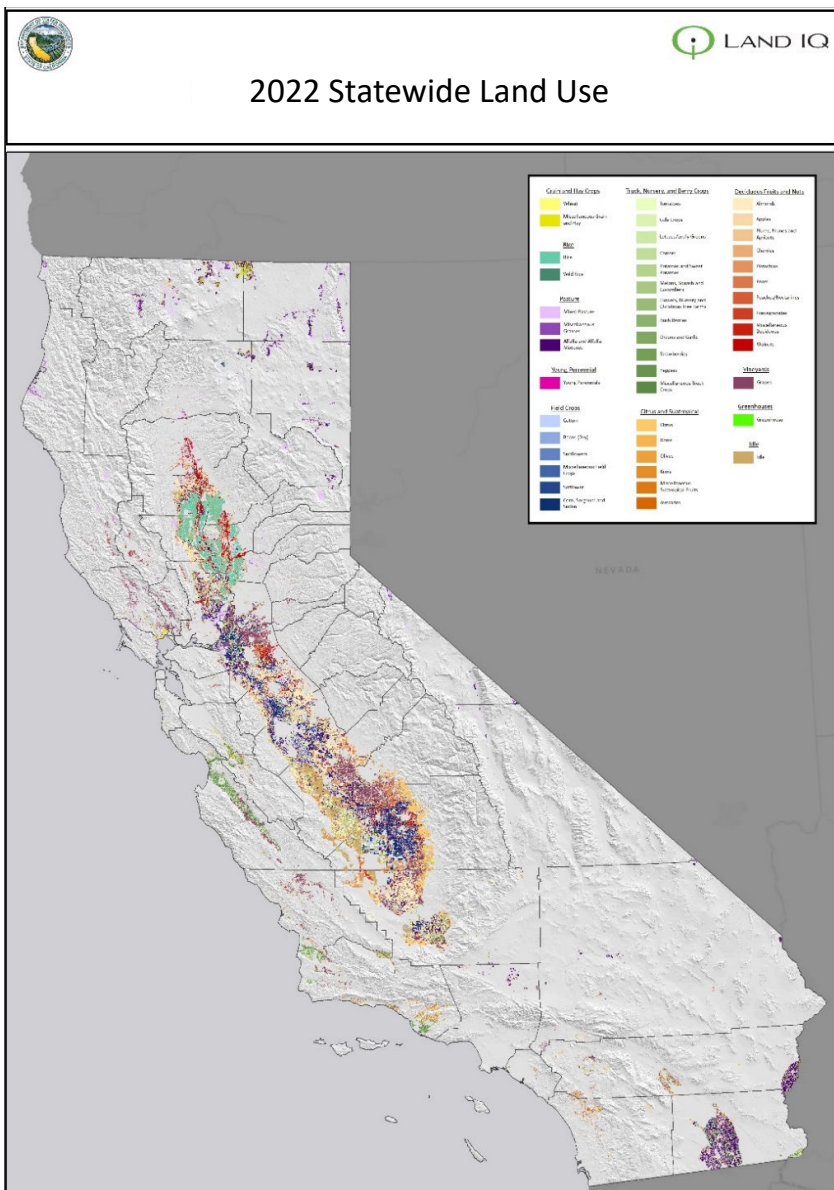 LAND IQ
2022 Statewide Land Use
Grain and Hay Crops
Wheat
Miscellaneous Grain
and Hay
Rice
Rice
Wild Rice
Pasture
Mixed Pasture
Miscellaneous
Grasses
Alfalfa and Alfalfa
Mixtures
Young Perennial
Young Perennials
Field Crops
Cotton
Beans (Dry)
Safflower
Miscellaneous Field
Crops
Sunflower
Corn, Sorghum and
Sudan
Truck, Nursery, and Berry Crops
Tomatoes
Cole Crops
Lettuce/Leafy Greens
Carrots
Potatoes and Sweet
Potatoes
Melons, Squash and
Cucumbers
Flowers, Nursery and
Christmas Tree Farms
Bush Berries
Onions and Garlic
Strawberries
Peppers
Miscellaneous Truck
Crops
Citrus and Subtropical
Citrus
Dates
Olives
Kiwis
Miscellaneous
Subtropical Fruits
Avocados
Deciduous Fruits and Nuts
Almonds
Apples
Plums, Prunes and
Apricots
Cherries
Pistachios
Pears
Peaches/Nectarines
Pomegranates
Miscellaneous
Deciduous
Walnuts
Vineyards
Grapes
Greenhouses
Greenhouse
Idle
Idle
NEVADA